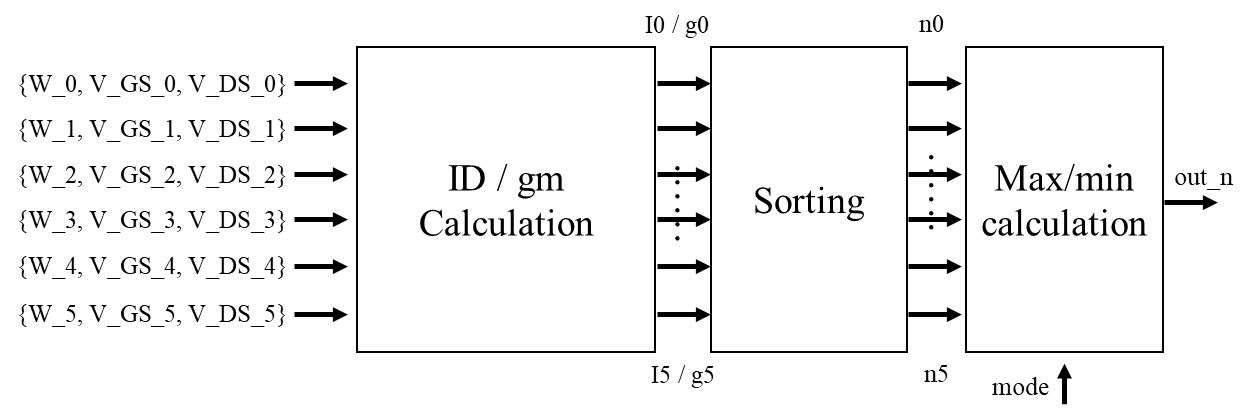 I0 / g0
n0
{W_0, V_GS_0, V_DS_0}
{W_1, V_GS_1, V_DS_1}
{W_2, V_GS_2, V_DS_2}
{W_3, V_GS_3, V_DS_3}
{W_4, V_GS_4, V_DS_4}
{W_5, V_GS_5, V_DS_5}
ID / gm
Calculation
Sorting
Max/min
calculation
out_n
I5 / g5
n5
mode